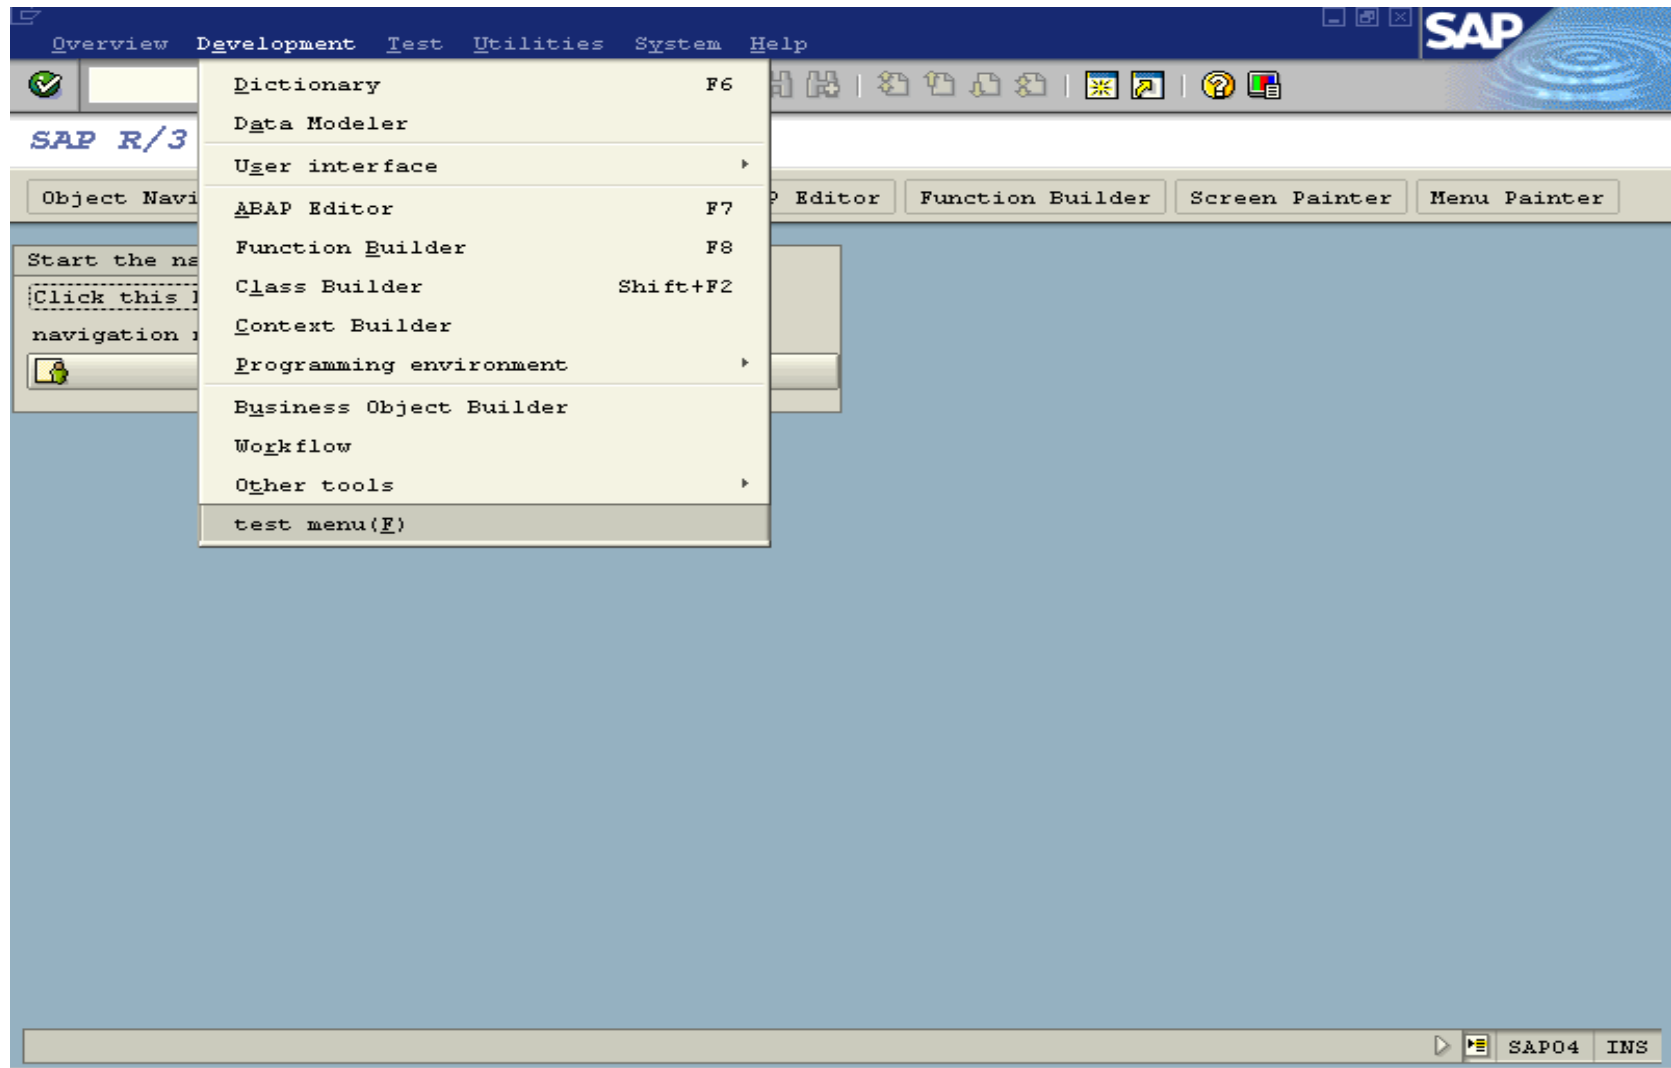 Overview Development Test Utilities System Help
SAP
SAP R/3
Object Navi
P Editor Function Builder Screen Painter Menu Painter
Dictionary F6
Data Modeler
User interface
ABAP Editor F7
Function Builder F8
Class Builder Shift+F2
Context Builder
Programming environment
Business Object Builder
Workflow
Other tools
test menu(F)
Start the na
Click this
navigation
SAP04 INS